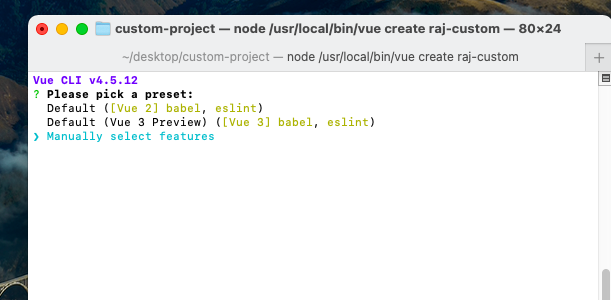 custom-project — node /usr/local/bin/vue create raj-custom — 80×24
~/desktop/custom-project — node /usr/local/bin/vue create raj-custom
+
Vue CLI v4.5.12
? Please pick a preset:
Default ([Vue 2] babel, eslint)
Default (Vue 3 Preview) ([Vue 3] babel, eslint)
❯ Manually select features